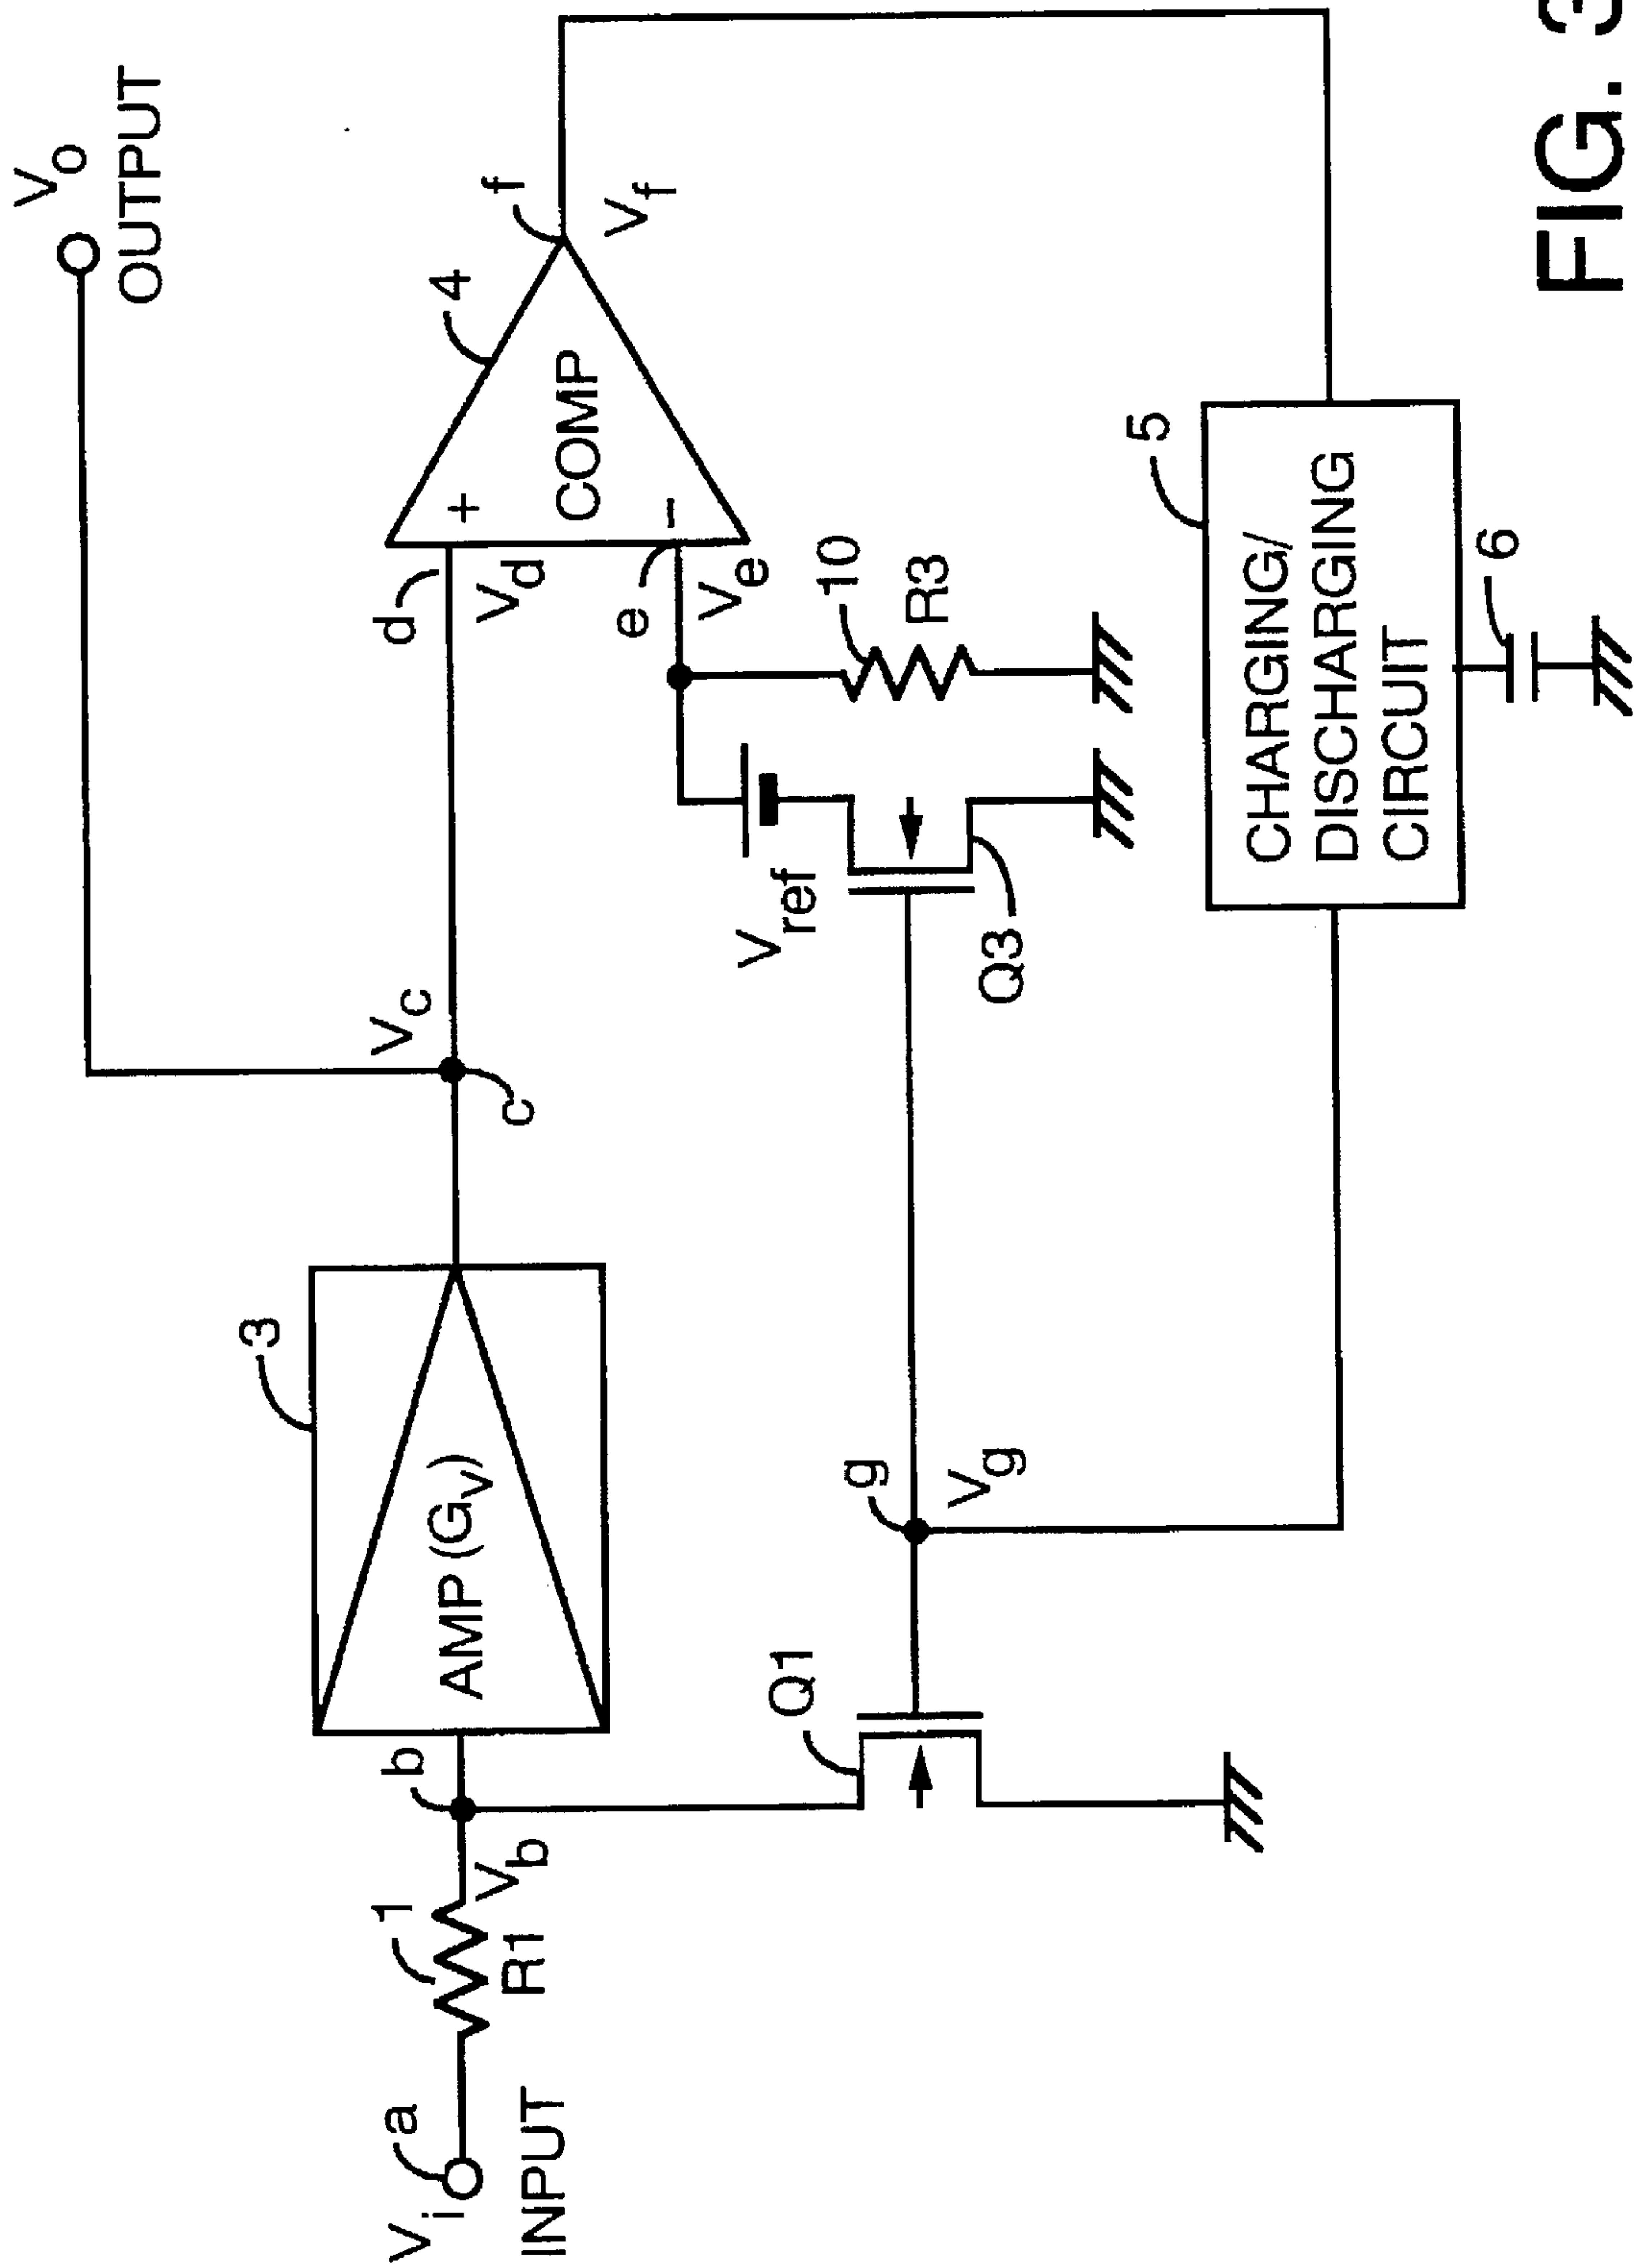 Vo
OUTPUT
3
AMP (Gv)
Vc
c
d
Vd
+
4
COMP
−
f
Vf
e
Ve
Vi
a
INPUT
1
R1
b
Vb
Q1
g
Vg
Vref
Q3
10
R3
5
CHARGING/
DISCHARGING
CIRCUIT
6
FIG. 3